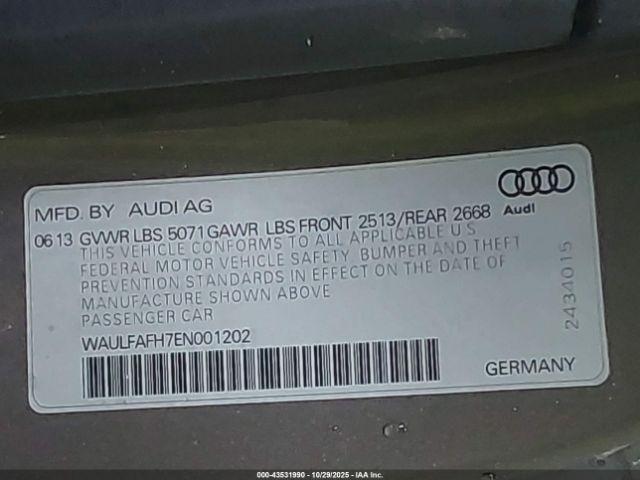 MFD. BY AUDI AG
06 13 GVWR LBS 5071 GAWR LBS FRONT 2513/REAR 2668
THIS VEHICLE CONFORMS TO ALL APPLICABLE U S
FEDERAL MOTOR VEHICLE SAFETY BUMPER AND THEFT
PREVENTION STANDARDS IN EFFECT ON THE DATE OF
MANUFACTURE SHOWN ABOVE
PASSENGER CAR
WAULFAFH7EN001202
Audi
2434015
GERMANY
000-43531990 - 10/29/2025 - IAA Inc.